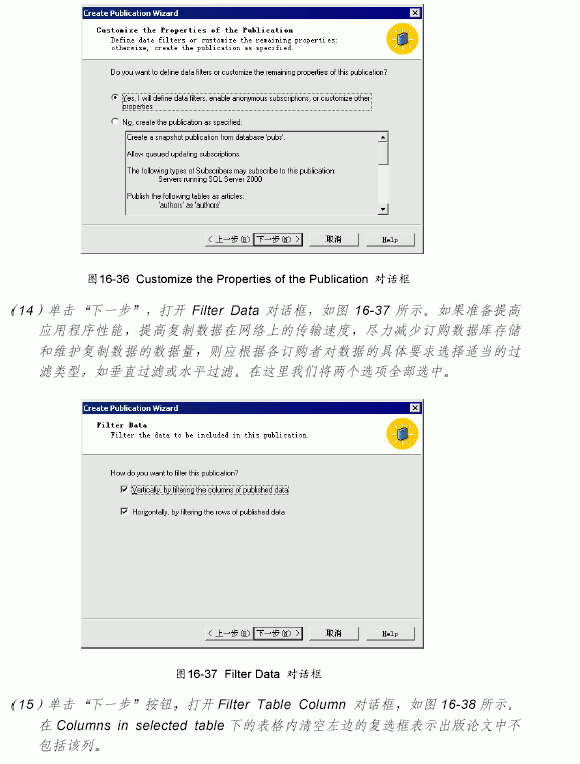 Create Publication Wizard
Customize the Properties of the Publication
Define data filters or customize the remaining properties;
otherwise, create the publication as specified.
Do you want to define data filters or customize the remaining properties of this publication?
Yes, I will define data filters, enable anonymous subscriptions, or customize other
properties
No, create the publication as specified:
Create a snapshot publication from database 'pubs'.
Allow queued updating subscriptions.
The following types of Subscribers may subscribe to this publication:
Servers running SQL Server 2000
Publish the following tables as articles:
'authors' as 'authors'
< 上一步(B) 下一步(N) > 取消 Help
图16-36 Customize the Properties of the Publication 对话框
(14)单击“下一步”,打开 Filter Data 对话框,如图 16-37 所示。如果准备提高
应用程序性能,提高复制数据在网络上的传输速度,尽力减少订购数据库存储
和维护复制数据的数据量,则应根据各订购者对数据的具体要求选择适当的过
滤类型,如垂直过滤或水平过滤。在这里我们将两个选项全部选中。
Create Publication Wizard
Filter Data
Filter the data to be included in this publication.
How do you want to filter this publication?
Vertically, by filtering the columns of published data
Horizontally, by filtering the rows of published data
< 上一步(B) 下一步(N) > 取消 Help
图16-37 Filter Data 对话框
(15)单击“下一步”按钮,打开 Filter Table Column 对话框,如图 16-38 所示。
在 Columns in selected table 下的表格内清空左边的复选框表示出版论文中不
包括该列。